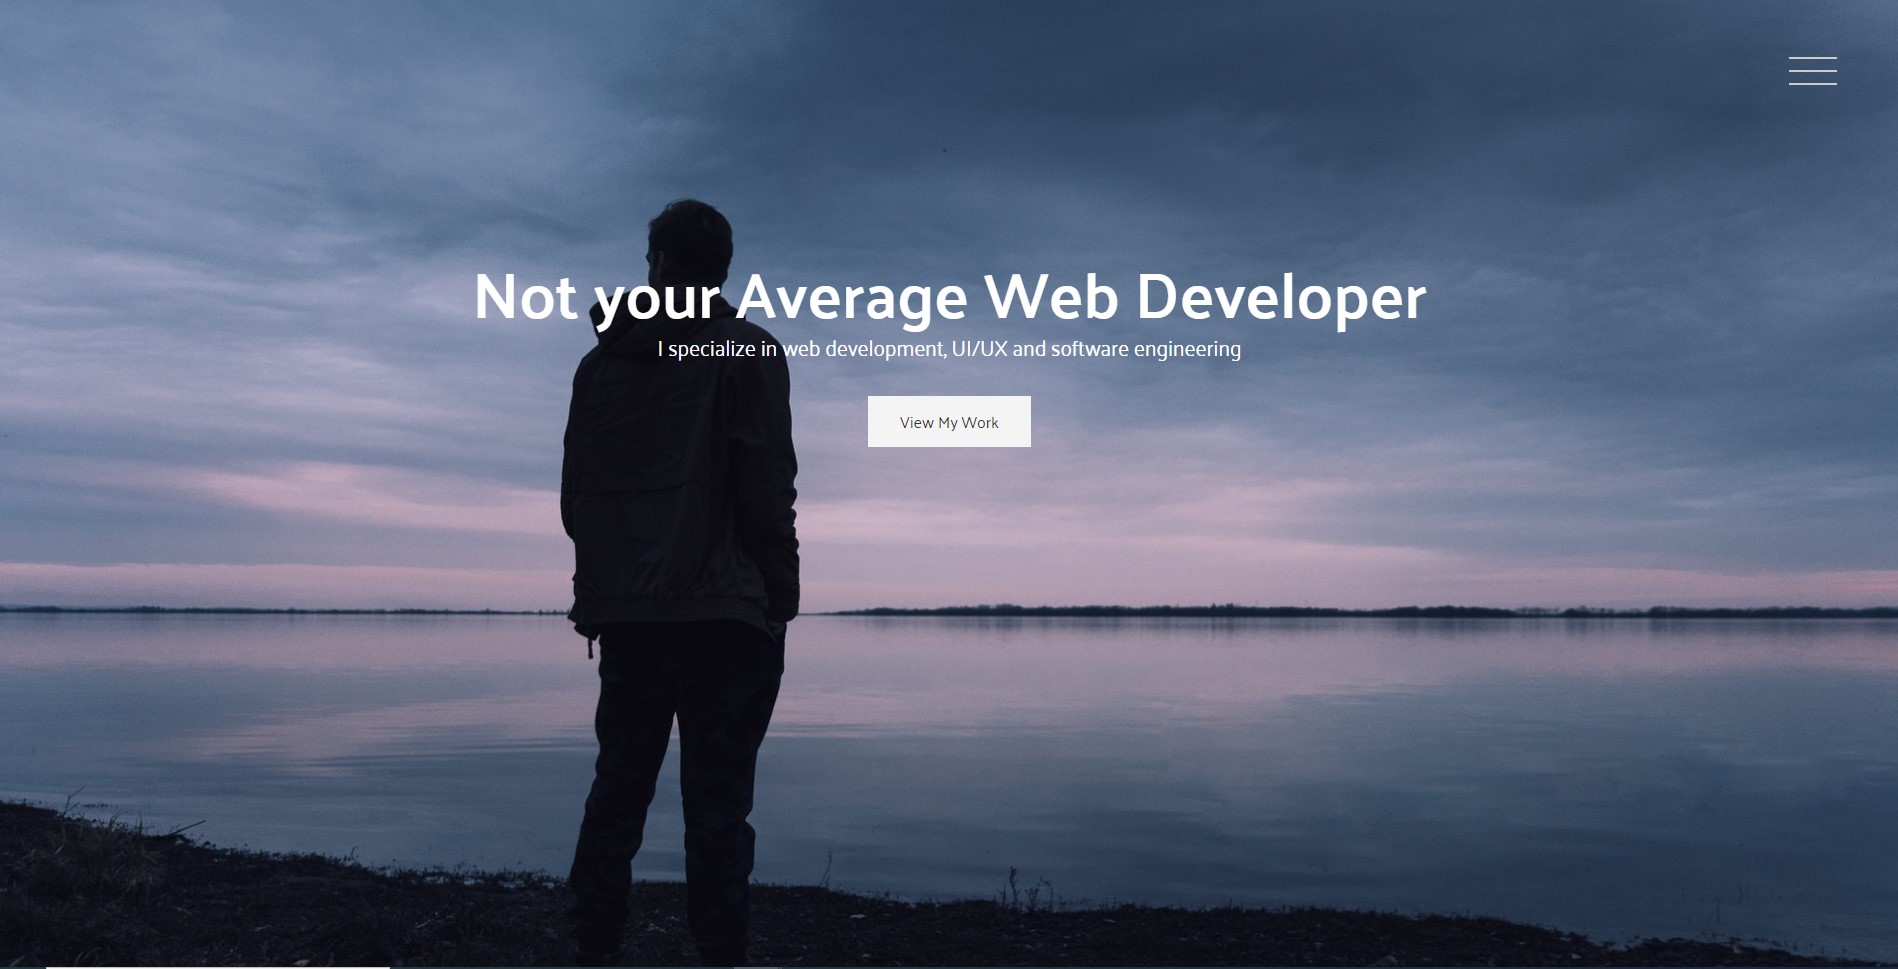 Not your Average Web Developer
I specialize in web development, UI/UX and software engineering
View My Work